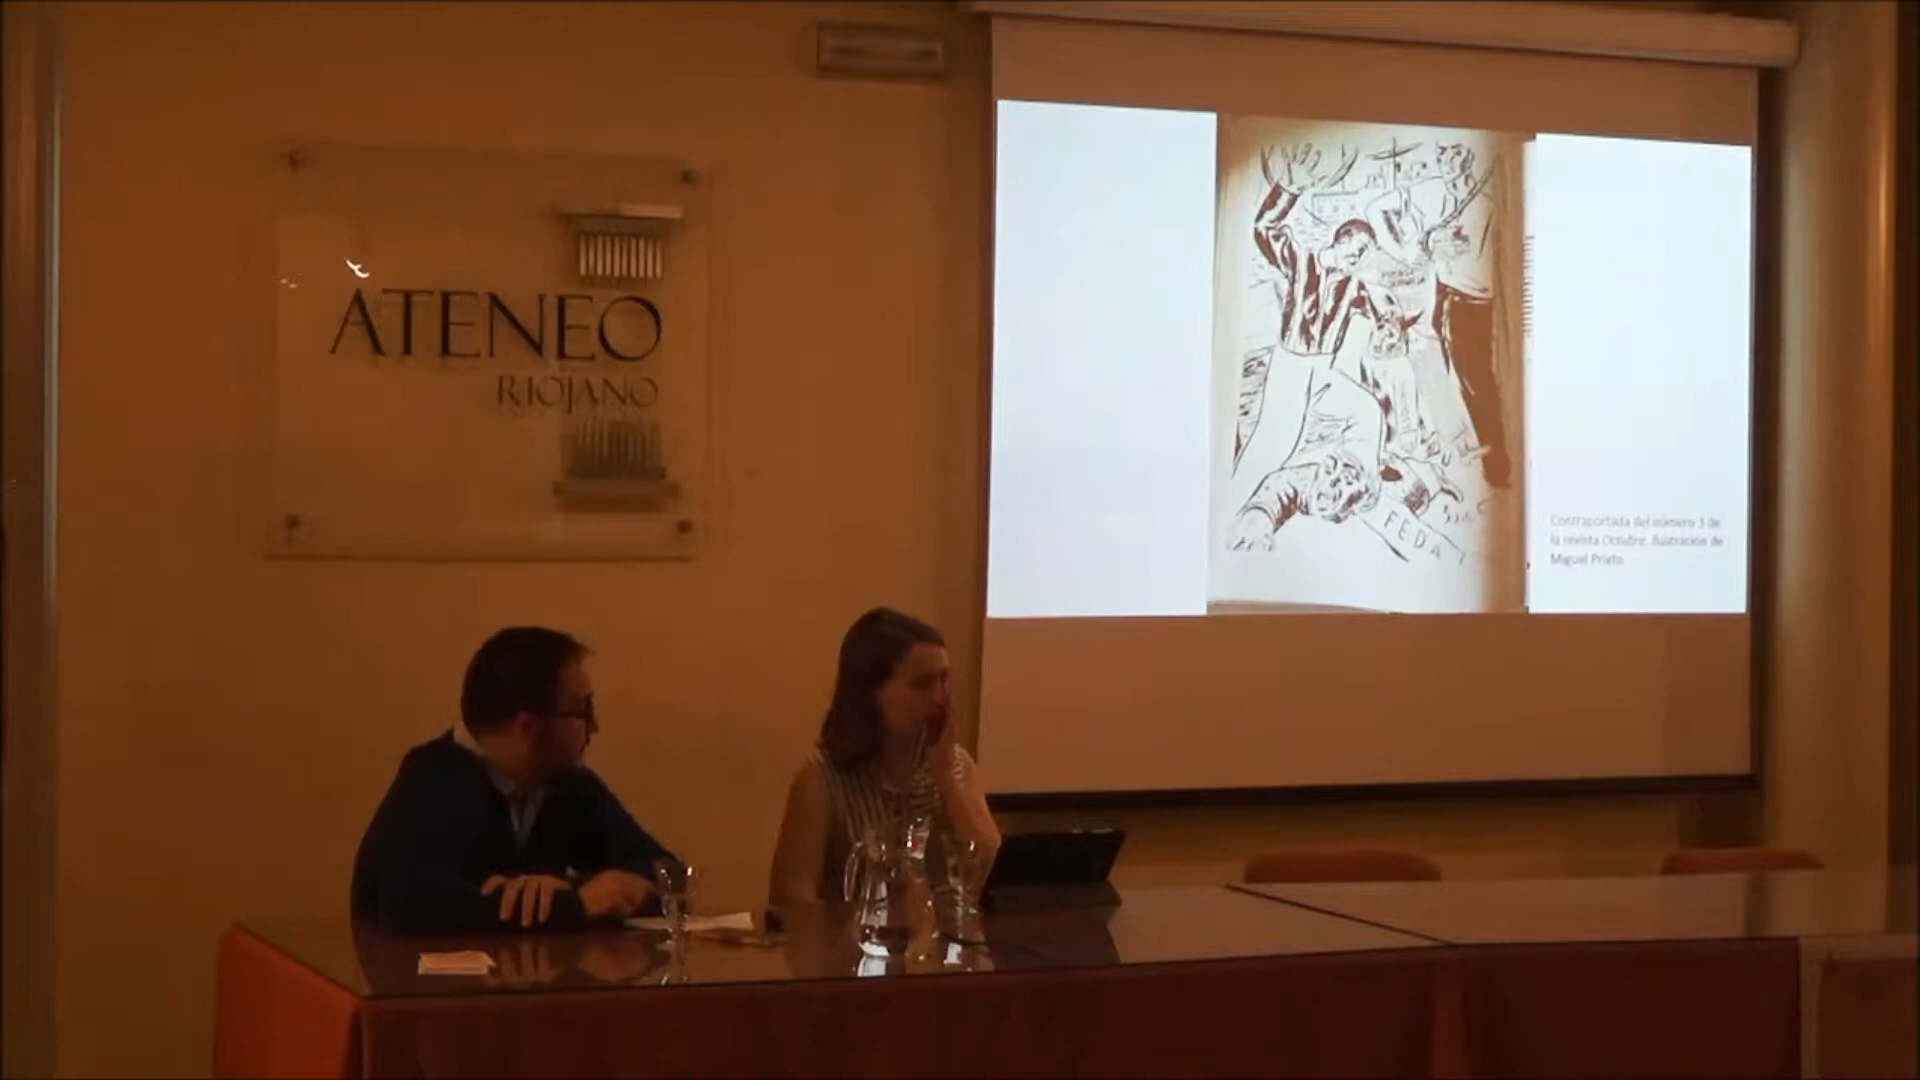 ATENEO
RIOJANO
FEDA
Contraportada del número 3 de
la revista Octubre. Ilustración de
Miguel Prieto